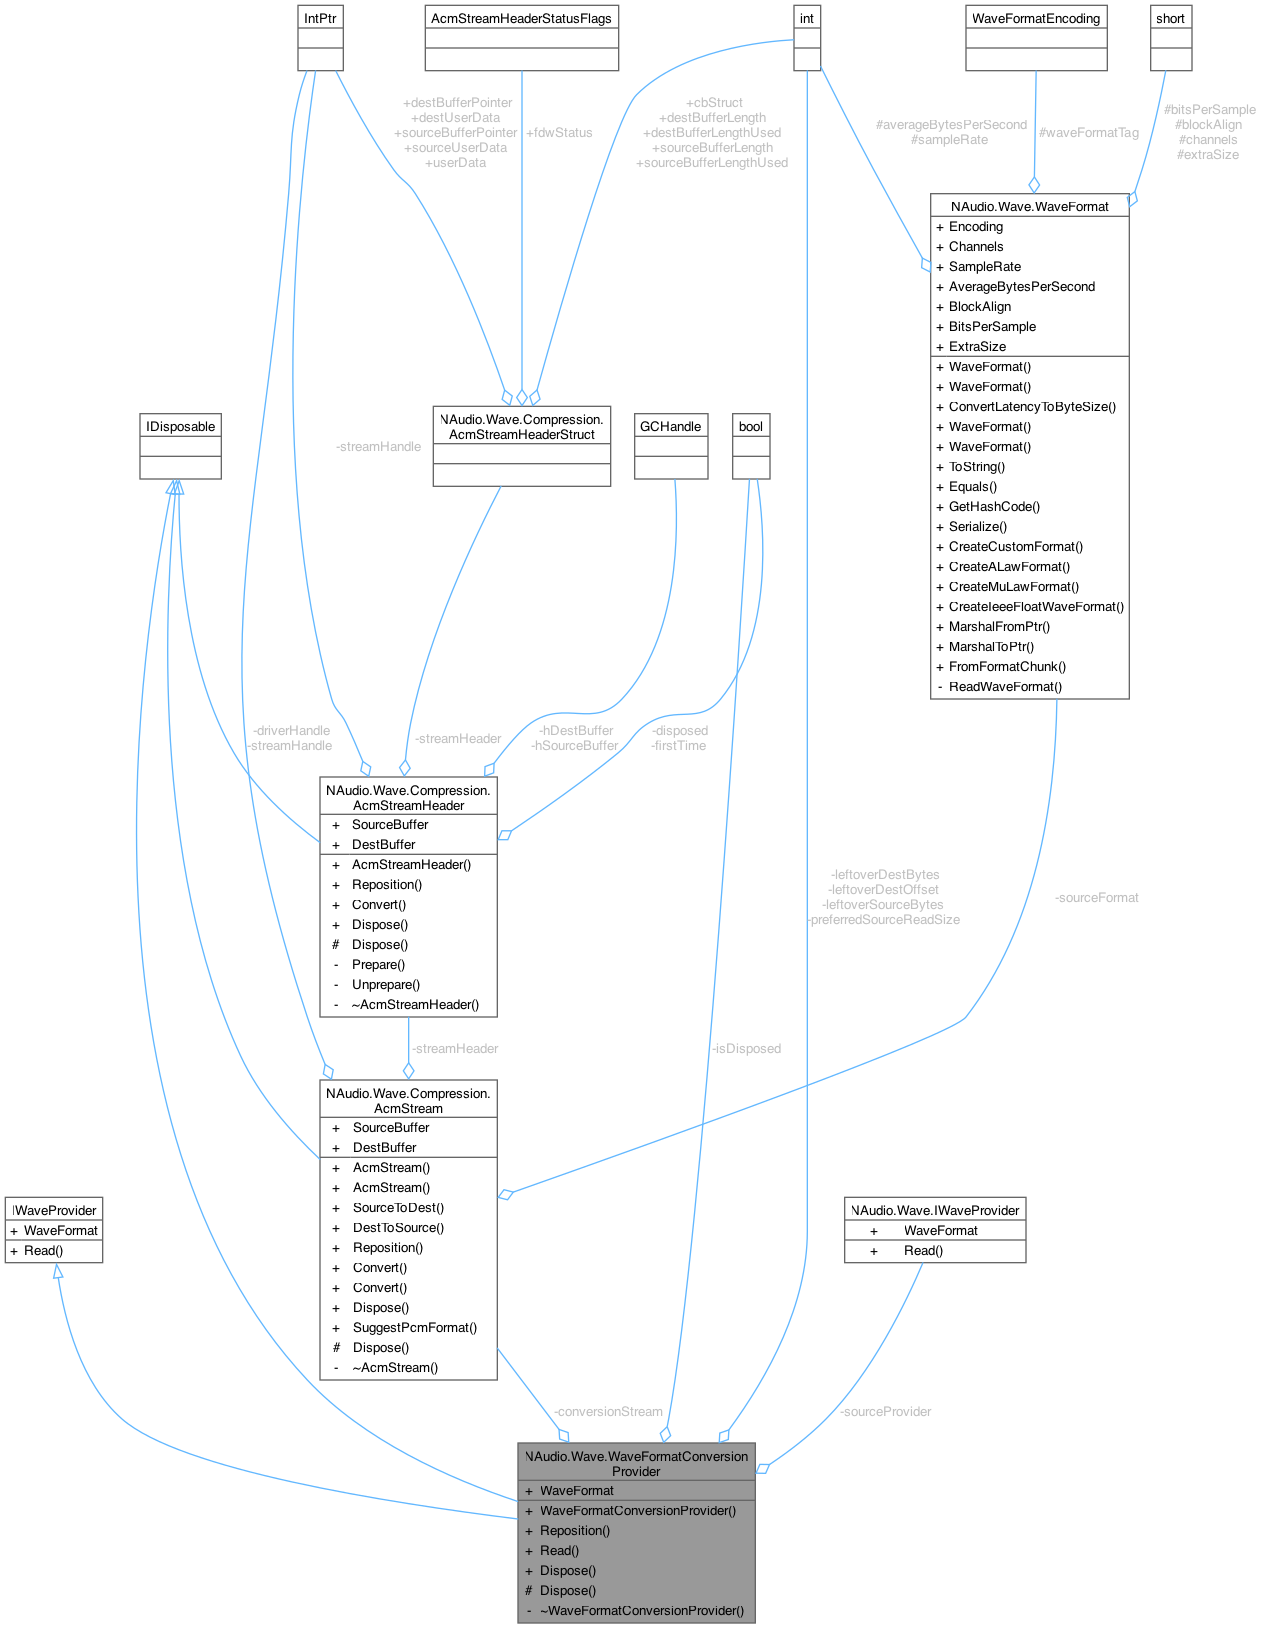 IntPtr
AcmStreamHeaderStatusFlags
int
WaveFormatEncoding
short
+destBufferPointer
+destUserData
+sourceBufferPointer
+sourceUserData
+userData
+fdwStatus
+cbStruct
+destBufferLength
+destBufferLengthUsed
+sourceBufferLength
+sourceBufferLengthUsed
#averageBytesPerSecond
#sampleRate
#waveFormatTag
#bitsPerSample
#blockAlign
#channels
#extraSize
NAudio.Wave.WaveFormat
+ Encoding
+ Channels
+ SampleRate
+ AverageBytesPerSecond
+ BlockAlign
+ BitsPerSample
+ ExtraSize
+ WaveFormat()
+ WaveFormat()
+ ConvertLatencyToByteSize()
+ WaveFormat()
+ WaveFormat()
+ ToString()
+ Equals()
+ GetHashCode()
+ Serialize()
+ CreateCustomFormat()
+ CreateALawFormat()
+ CreateMuLawFormat()
+ CreateIeeeFloatWaveFormat()
+ MarshalFromPtr()
+ MarshalToPtr()
+ FromFormatChunk()
- ReadWaveFormat()
IDisposable
-streamHandle
NAudio.Wave.Compression.
AcmStreamHeaderStruct
GCHandle
bool
-driverHandle
-streamHandle
-streamHeader
-hDestBuffer
-hSourceBuffer
-disposed
-firstTime
NAudio.Wave.Compression.
AcmStreamHeader
+ SourceBuffer
+ DestBuffer
+ AcmStreamHeader()
+ Reposition()
+ Convert()
+ Dispose()
# Dispose()
- Prepare()
- Unprepare()
- ~AcmStreamHeader()
-leftoverDestBytes
-leftoverDestOffset
-leftoverSourceBytes
-preferredSourceReadSize
-sourceFormat
-streamHeader
-isDisposed
NAudio.Wave.Compression.
AcmStream
+ SourceBuffer
+ DestBuffer
+ AcmStream()
+ AcmStream()
+ SourceToDest()
+ DestToSource()
+ Reposition()
+ Convert()
+ Convert()
+ Dispose()
+ SuggestPcmFormat()
# Dispose()
- ~AcmStream()
IWaveProvider
+ WaveFormat
+ Read()
NAudio.Wave.IWaveProvider
+ WaveFormat
+ Read()
-conversionStream
-sourceProvider
NAudio.Wave.WaveFormatConversion
Provider
+ WaveFormat
+ WaveFormatConversionProvider()
+ Reposition()
+ Read()
+ Dispose()
# Dispose()
- ~WaveFormatConversionProvider()